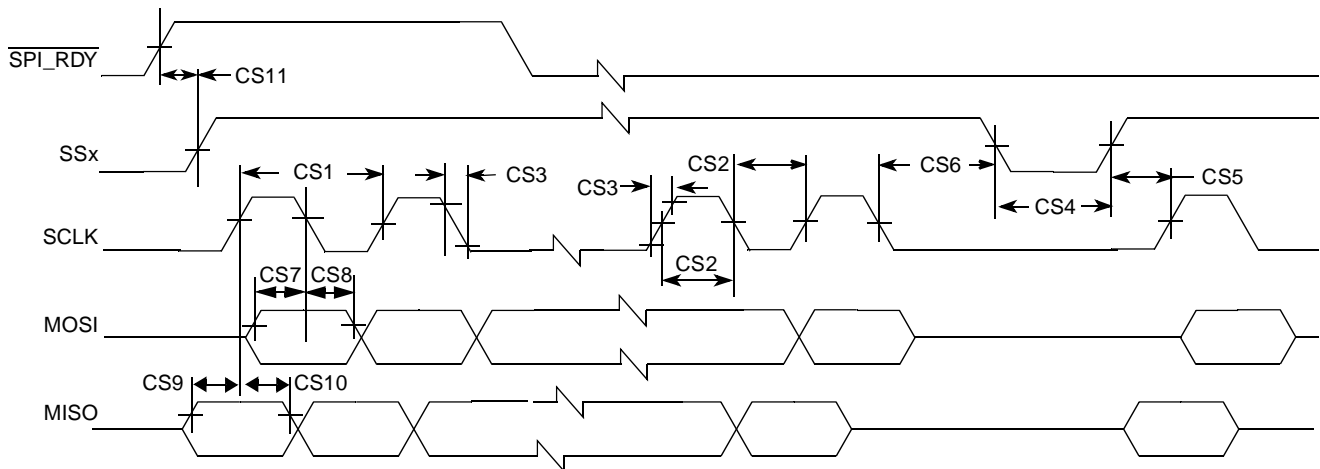 SPI_RDY
CS11
SSx
CS1
CS3
CS3
CS2
CS6
CS4
CS5
SCLK
CS2
CS7
CS8
MOSI
CS9
CS10
MISO